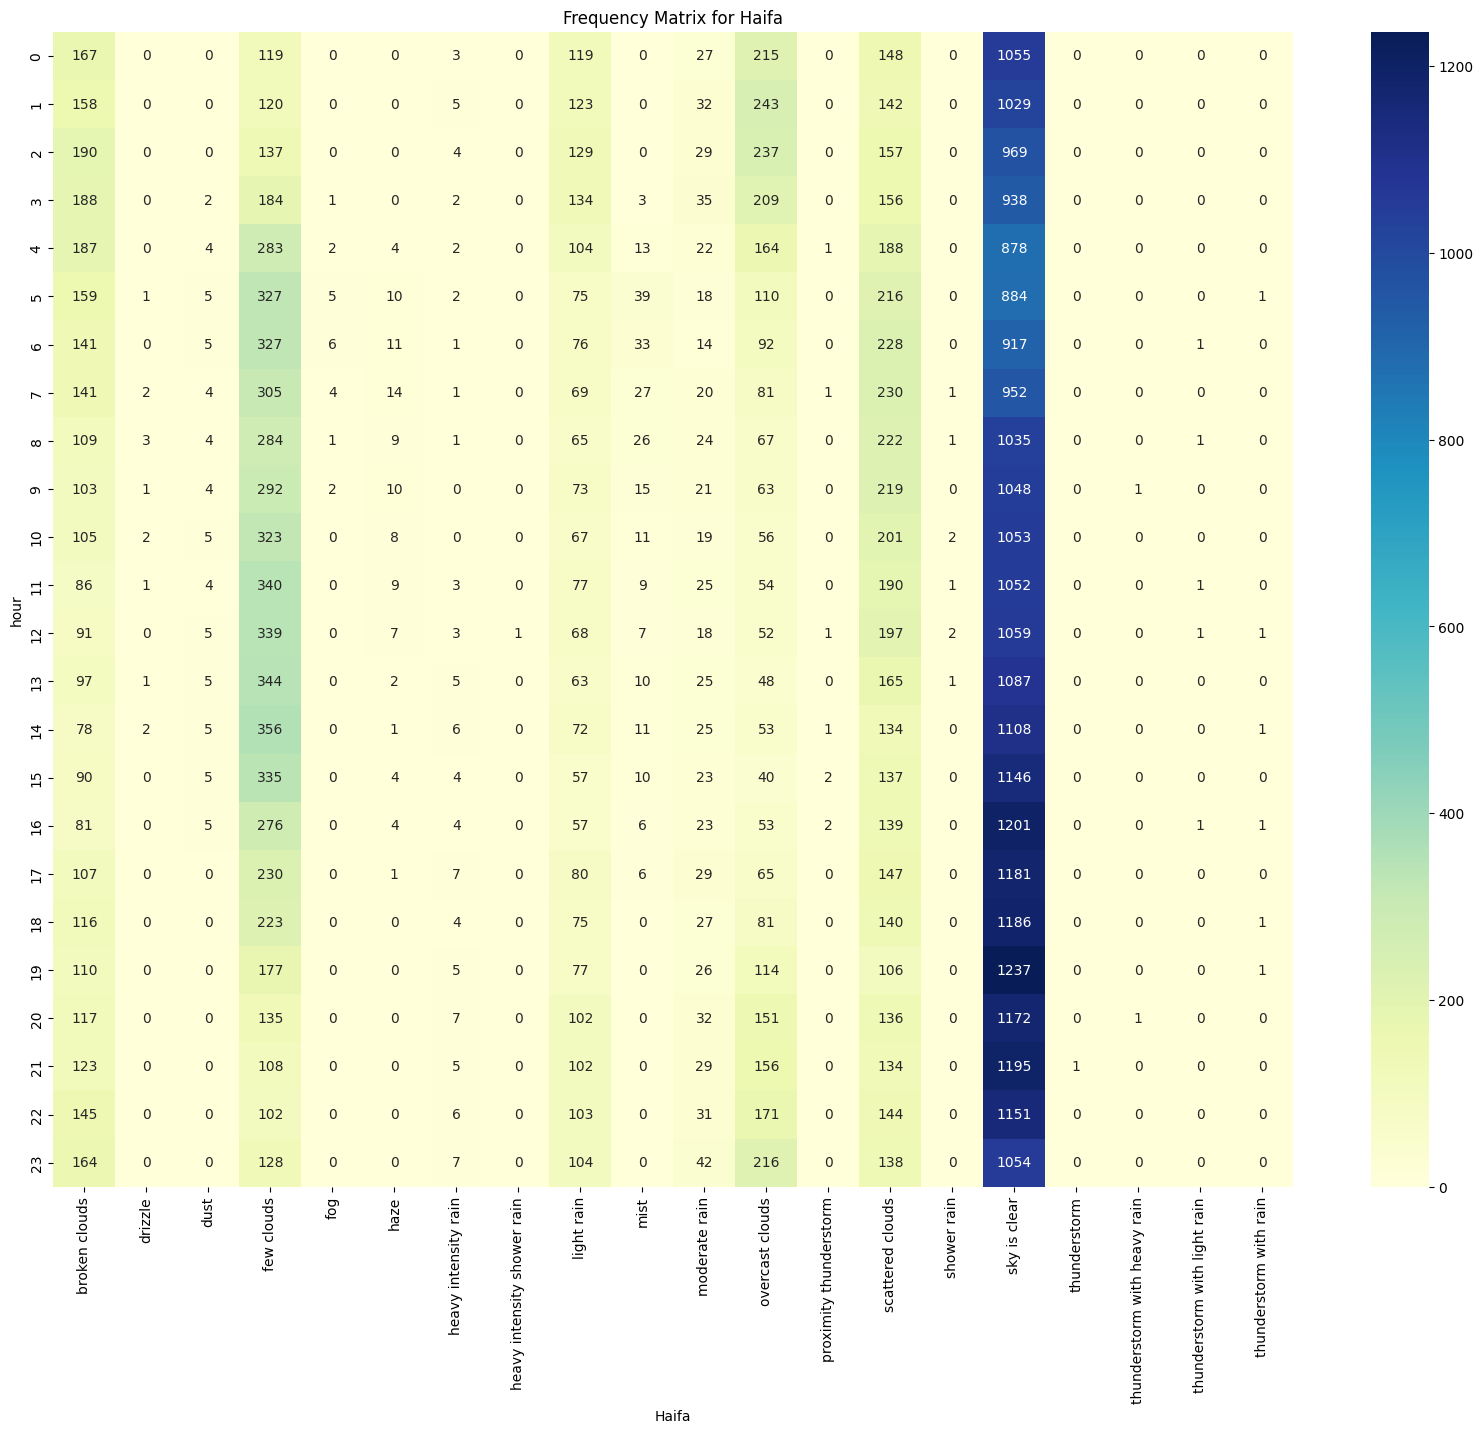 Frequency Matrix for Haifa
0 167 0 0 119 0 0 3 0 119 0 27 215 0 148 0 1055 0 0 0 0
1 158 0 0 120 0 0 5 0 123 0 32 243 0 142 0 1029 0 0 0 0
2 190 0 0 137 0 0 4 0 129 0 29 237 0 157 0 969 0 0 0 0
3 188 0 2 184 1 0 2 0 134 3 35 209 0 156 0 938 0 0 0 0
4 187 0 4 283 2 4 2 0 104 13 22 164 1 188 0 878 0 0 0 0
5 159 1 5 327 5 10 2 0 75 39 18 110 0 216 0 884 0 0 0 1
6 141 0 5 327 6 11 1 0 76 33 14 92 0 228 0 917 0 0 1 0
7 141 2 4 305 4 14 1 0 69 27 20 81 1 230 1 952 0 0 0 0
8 109 3 4 284 1 9 1 0 65 26 24 67 0 222 1 1035 0 0 1 0
9 103 1 4 292 2 10 0 0 73 15 21 63 0 219 0 1048 0 1 0 0
10 105 2 5 323 0 8 0 0 67 11 19 56 0 201 2 1053 0 0 0 0
11 86 1 4 340 0 9 3 0 77 9 25 54 0 190 1 1052 0 0 1 0
12 91 0 5 339 0 7 3 1 68 7 18 52 1 197 2 1059 0 0 1 1
13 97 1 5 344 0 2 5 0 63 10 25 48 0 165 1 1087 0 0 0 0
14 78 2 5 356 0 1 6 0 72 11 25 53 1 134 0 1108 0 0 0 1
15 90 0 5 335 0 4 4 0 57 10 23 40 2 137 0 1146 0 0 0 0
16 81 0 5 276 0 4 4 0 57 6 23 53 2 139 0 1201 0 0 1 1
17 107 0 0 230 0 1 7 0 80 6 29 65 0 147 0 1181 0 0 0 0
18 116 0 0 223 0 0 4 0 75 0 27 81 0 140 0 1186 0 0 0 1
19 110 0 0 177 0 0 5 0 77 0 26 114 0 106 0 1237 0 0 0 1
20 117 0 0 135 0 0 7 0 102 0 32 151 0 136 0 1172 0 1 0 0
21 123 0 0 108 0 0 5 0 102 0 29 156 0 134 0 1195 1 0 0 0
22 145 0 0 102 0 0 6 0 103 0 31 171 0 144 0 1151 0 0 0 0
23 164 0 0 128 0 0 7 0 104 0 42 216 0 138 0 1054 0 0 0 0
hour
broken clouds
drizzle
dust
few clouds
fog
haze
heavy intensity rain
heavy intensity shower rain
light rain
mist
moderate rain
overcast clouds
proximity thunderstorm
scattered clouds
shower rain
sky is clear
thunderstorm
thunderstorm with heavy rain
thunderstorm with light rain
thunderstorm with rain
Haifa
1200
1000
800
600
400
200
0